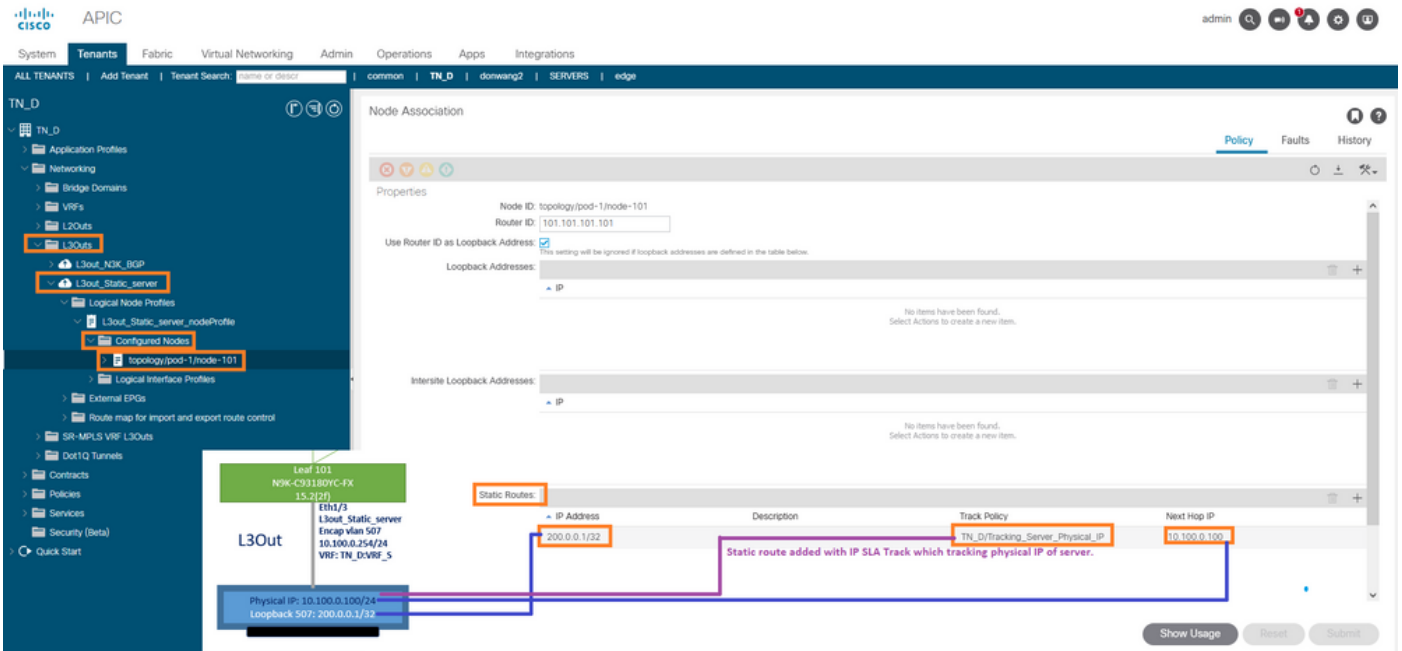 cisco
APIC
admin
1
System Tenants Fabric Virtual Networking Admin Operations Apps Integrations
ALL TENANTS | Add Tenant | Tenant Search: name or descr | common | TN_D | donwang2 | SERVERS | edge
TN_D
TN_D
Application Profiles
Networking
Bridge Domains
VRFs
L2Outs
L3Outs
L3out_N3K_BGP
L3out_Static_server
Logical Node Profiles
L3out_Static_server_nodeProfile
Configured Nodes
topology/pod-1/node-101
Logical Interface Profiles
External EPGs
Route map for import and export route control
SR-MPLS VRF L3Outs
Dot1Q Tunnels
Contracts
Policies
Services
Security (Beta)
Quick Start
Node Association
Policy Faults History
Properties
Node ID: topology/pod-1/node-101
Router ID: 101.101.101.101
Use Router ID as Loopback Address:
This setting will be ignored if loopback addresses are defined in the table below.
Loopback Addresses:
IP
No items have been found.
Select Actions to create a new item.
Intersite Loopback Addresses:
IP
No items have been found.
Select Actions to create a new item.
Static Routes:
IP Address Description Track Policy Next Hop IP
200.0.0.1/32 TN_D/Tracking_Server_Physical_IP 10.100.0.100
Static route added with IP SLA Track which tracking physical IP of server.
Leaf 101
N9K-C93180YC-FX
15.2(2f)
L3Out
Eth1/3
L3out_Static_server
Encap vlan 507
10.100.0.254/24
VRF: TN_D:VRF_S
Physical IP: 10.100.0.100/24
Loopback 507: 200.0.0.1/32
Show Usage Reset Submit